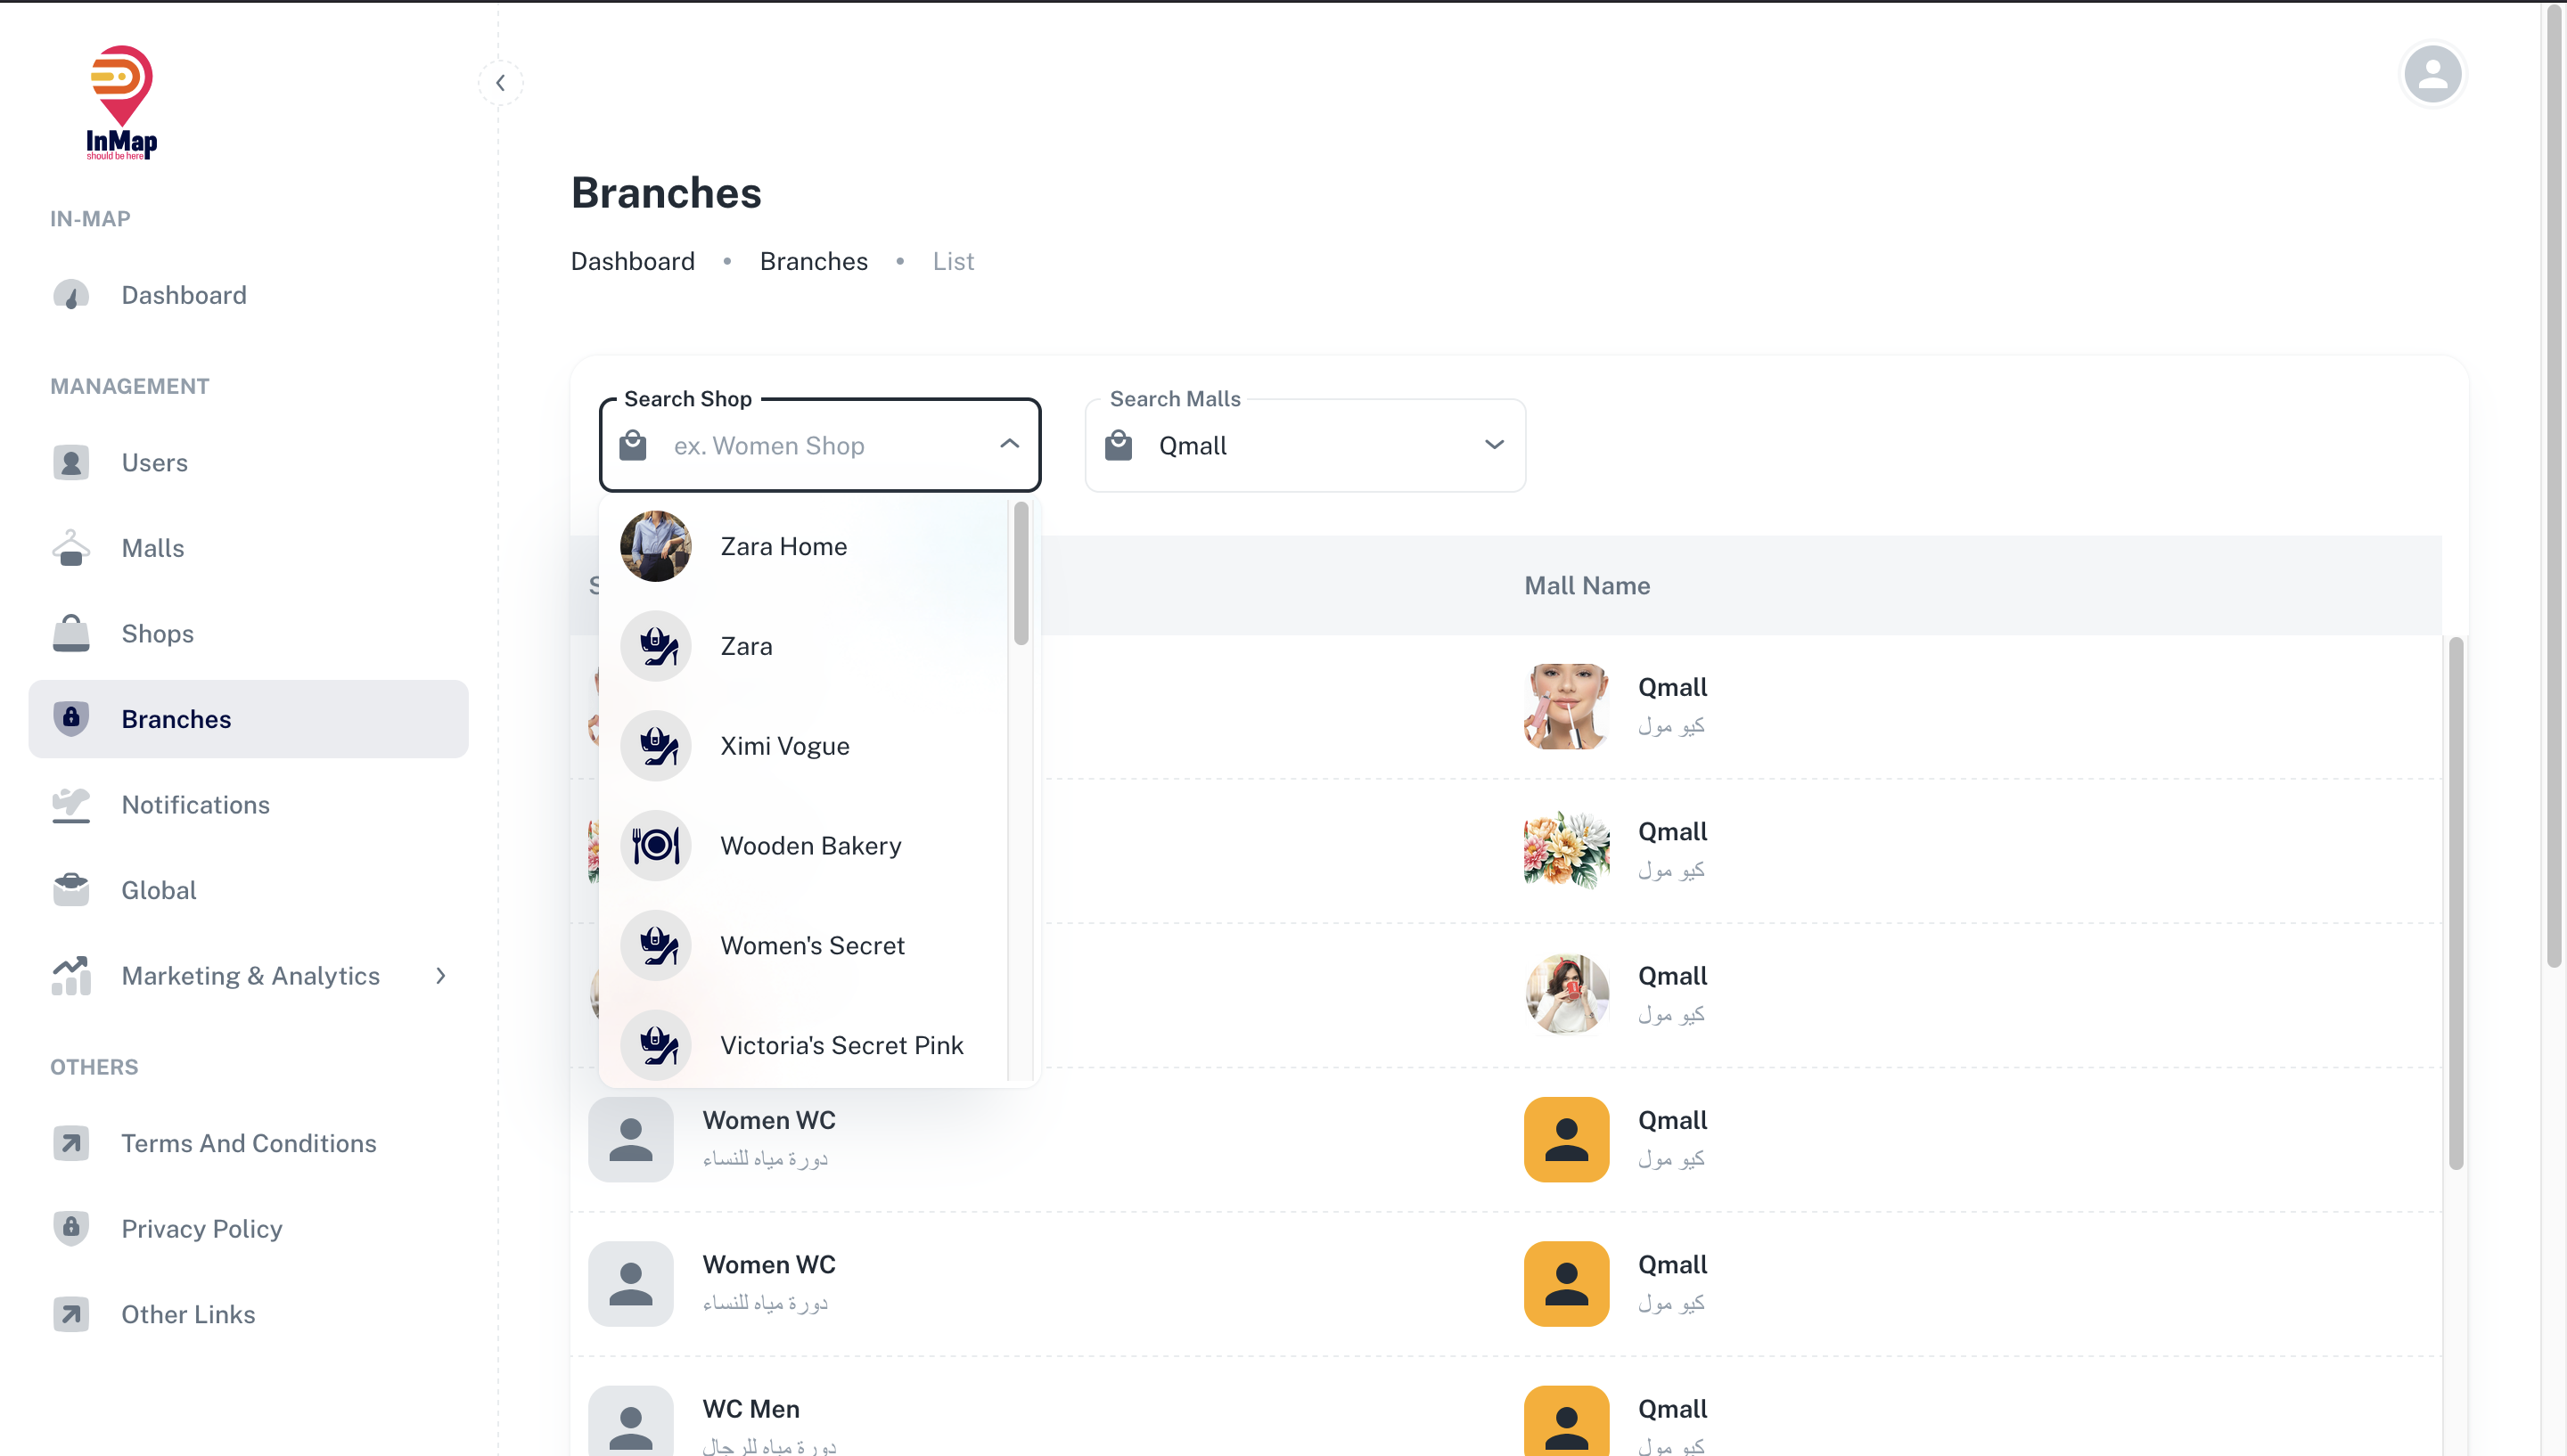 InMap
should be here
IN-MAP
Dashboard
MANAGEMENT
Users
Malls
Shops
Branches
Notifications
Global
Marketing & Analytics
OTHERS
Terms And Conditions
Privacy Policy
Other Links
Branches
Dashboard • Branches • List
Search Shop
ex. Women Shop
Search Malls
Qmall
Zara Home
Zara
Ximi Vogue
Wooden Bakery
Women's Secret
Victoria's Secret Pink
S
Mall Name
Qmall
كيو مول
Qmall
كيو مول
Qmall
كيو مول
Women WC
دورة مياه للنساء
Qmall
كيو مول
Women WC
دورة مياه للنساء
Qmall
كيو مول
WC Men
دورة مياه للرجال
Qmall
كيو مول